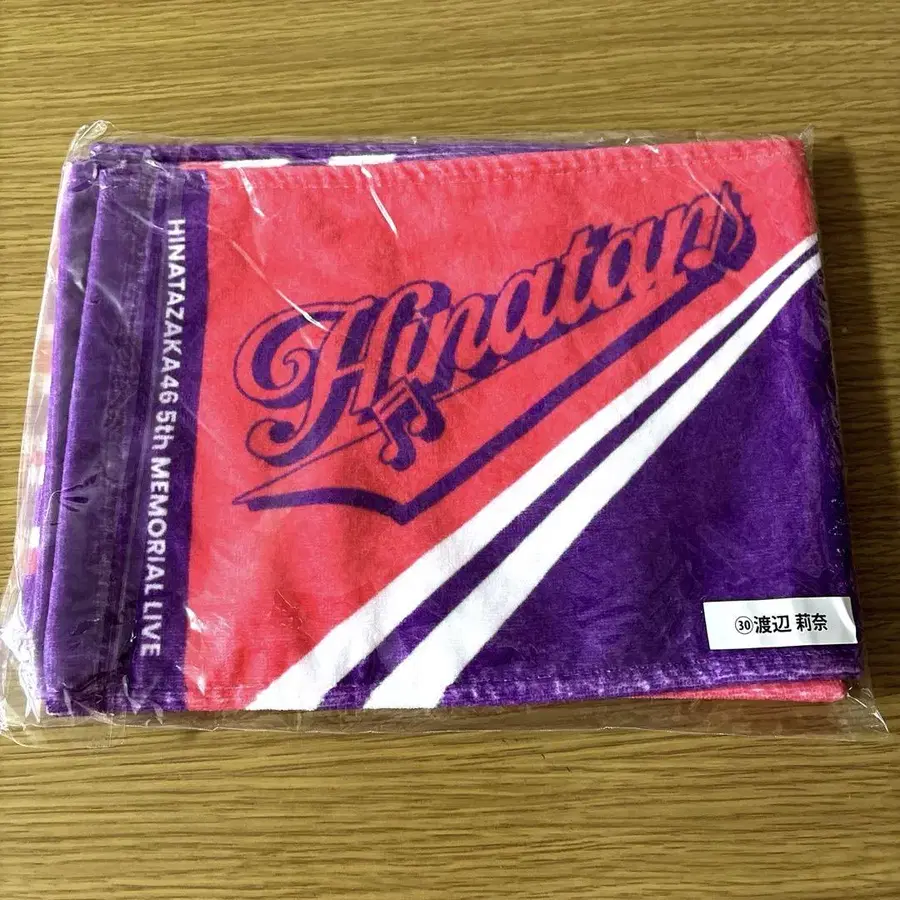 HINATAZAKA46 5th MEMORIAL LIVE
Hinatans
㉚渡辺 莉奈